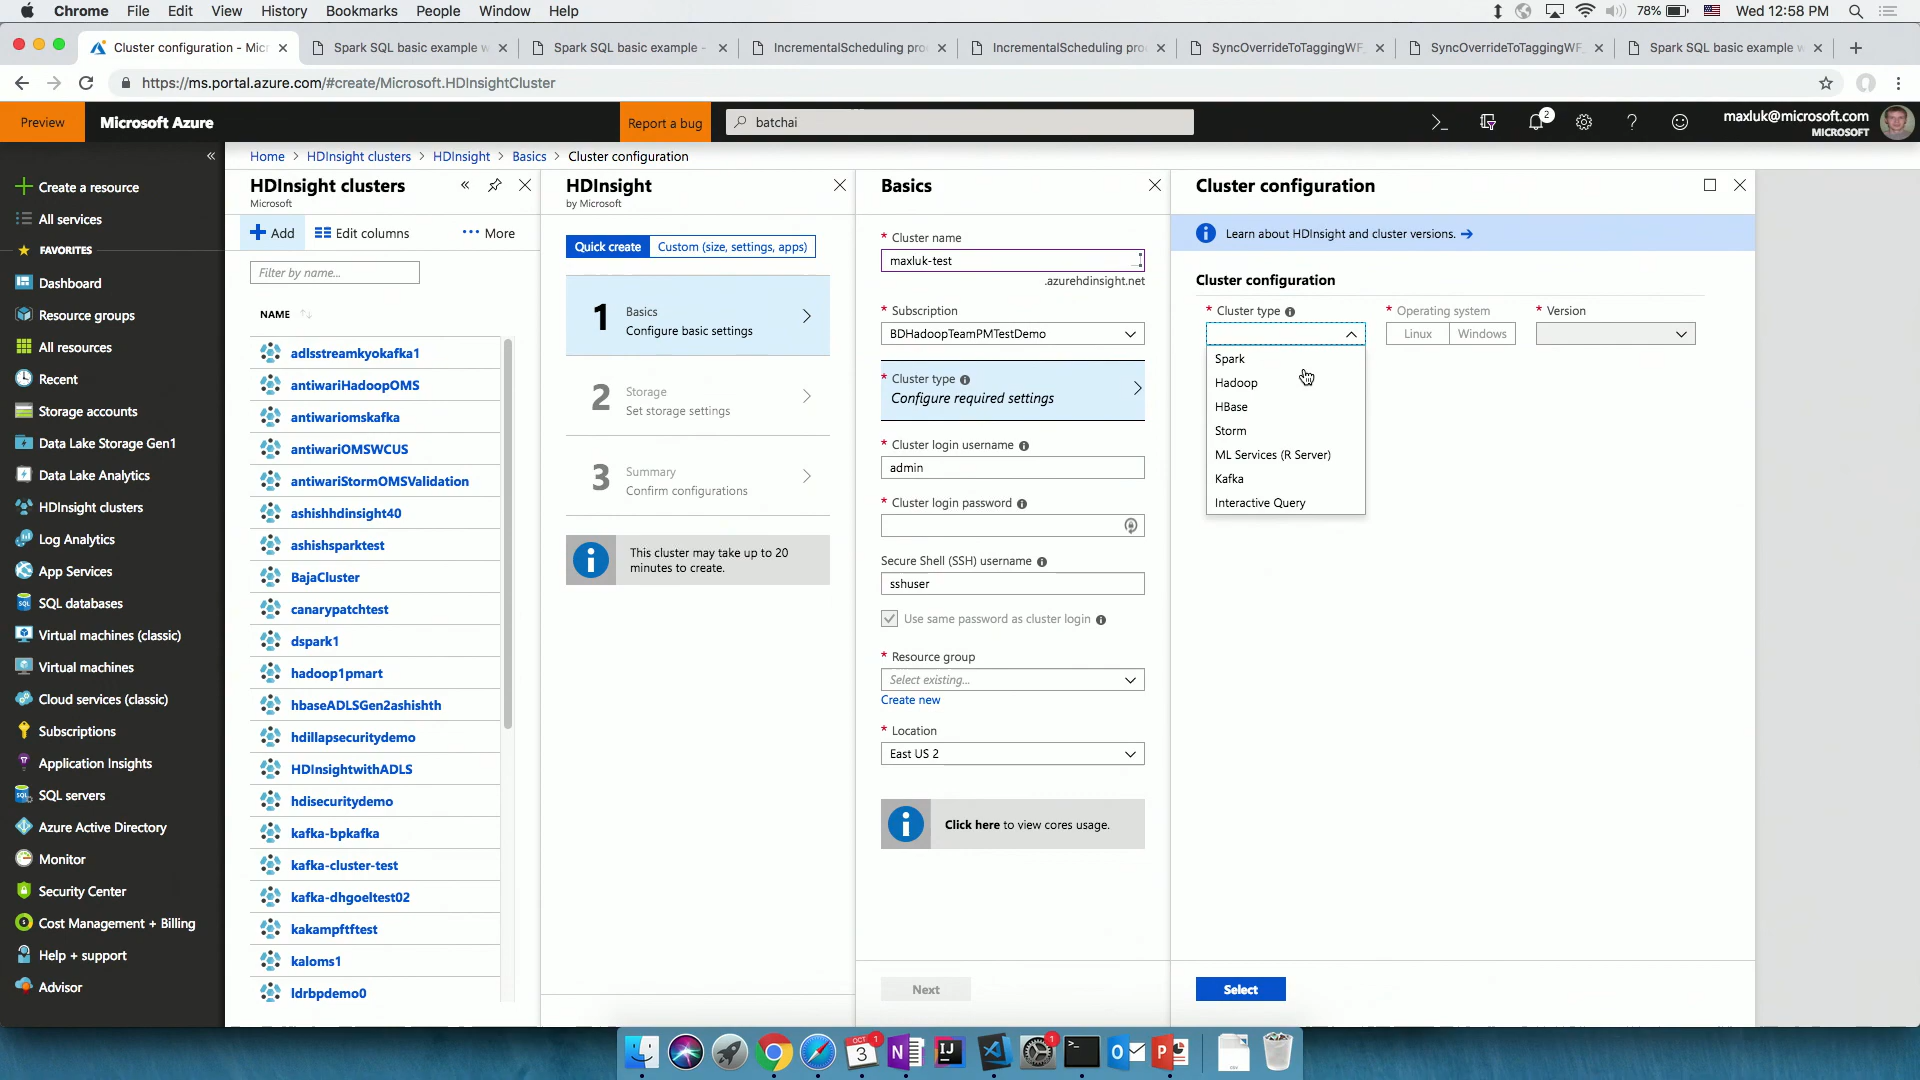 Chrome File Edit View History Bookmarks People Window Help 78% Wed 12:58 PM
Cluster configuration - Mic Spark SQL basic example w Spark SQL basic example - IncrementalScheduling pro IncrementalScheduling pro SyncOverrideToTaggingWF_ SyncOverrideToTaggingWF_ Spark SQL basic example w
https://ms.portal.azure.com/#create/Microsoft.HDInsightCluster
Preview Microsoft Azure Report a bug batchai 2 maxluk@microsoft.com
MICROSOFT
Home > HDInsight clusters > HDInsight > Basics > Cluster configuration
Create a resource
All services
FAVORITES
Dashboard
Resource groups
All resources
Recent
Storage accounts
Data Lake Storage Gen1
Data Lake Analytics
HDInsight clusters
Log Analytics
App Services
SQL databases
Virtual machines (classic)
Virtual machines
Cloud services (classic)
Subscriptions
Application Insights
SQL servers
Azure Active Directory
Monitor
Security Center
Cost Management + Billing
Help + support
Advisor
HDInsight clusters
Microsoft
Add Edit columns More
Filter by name...
NAME
adlsstreamkyokafka1
antiwariHadoopOMS
antiwariomskafka
antiwariOMSWCUS
antiwariStormOMSValidation
ashishhdinsight40
ashishsparktest
BajaCluster
canarypatchtest
dspark1
hadoop1pmart
hbaseADLSGen2ashishth
hdillapsecuritydemo
HDInsightwithADLS
hdisecuritydemo
kafka-bpkafka
kafka-cluster-test
kafka-dhgoeltest02
kakampftftest
kaloms1
ldrbpdemo0
HDInsight
by Microsoft
Quick create Custom (size, settings, apps)
1 Basics
Configure basic settings
2 Storage
Set storage settings
3 Summary
Confirm configurations
This cluster may take up to 20
minutes to create.
Basics
* Cluster name
maxluk-test
.azurehdinsight.net
* Subscription
BDHadoopTeamPMTestDemo
* Cluster type
Configure required settings
* Cluster login username
admin
* Cluster login password
Secure Shell (SSH) username
sshuser
Use same password as cluster login
* Resource group
Select existing...
Create new
* Location
East US 2
Click here to view cores usage.
Next
Cluster configuration
Learn about HDInsight and cluster versions.
Cluster configuration
* Cluster type * Operating system * Version
Linux Windows
Spark
Hadoop
HBase
Storm
ML Services (R Server)
Kafka
Interactive Query
Select
OCT
3
1
1